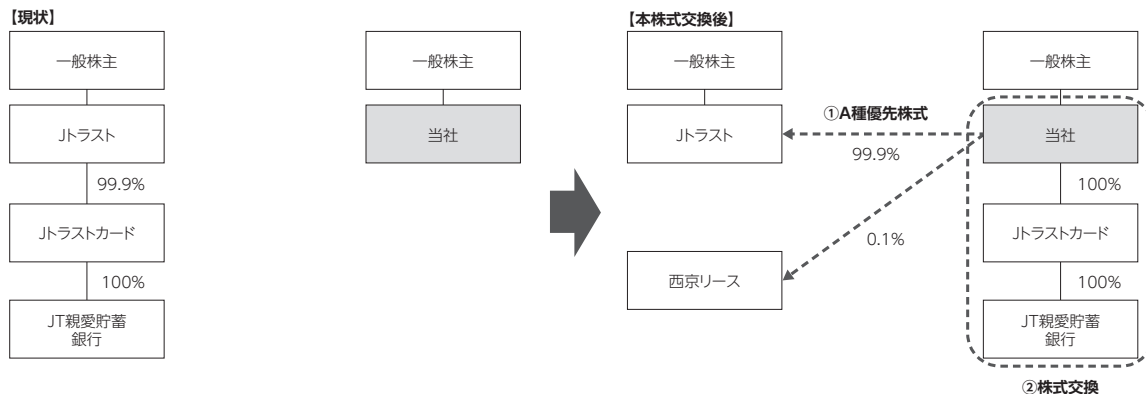 【現状】
一般株主
Jトラスト
99.9%
Jトラストカード
100%
JT親愛貯蓄
銀行
一般株主
当社
【本株式交換後】
一般株主
Jトラスト
①A種優先株式
99.9%
0.1%
西京リース
一般株主
当社
100%
Jトラストカード
100%
JT親愛貯蓄
銀行
②株式交換